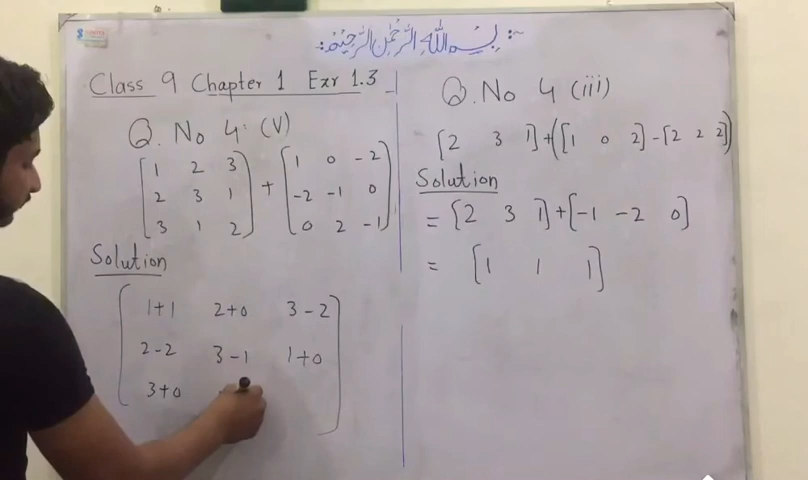 بسم اللہ الرحمن الرحیم
Class 9 Chapter 1 Exr 1.3
Q. No 4: (V)
[1 2 3
2 3 1
3 1 2] + [1 0 -2
-2 -1 0
0 2 -1]
Solution
[1+1 2+0 3-2
2-2 3-1 1+0
3+0
Q. No 4 (iii)
[2 3 1]+([1 0 2]-[2 2 2])
Solution
= [2 3 1]+[-1 -2 0]
= [1 1 1]